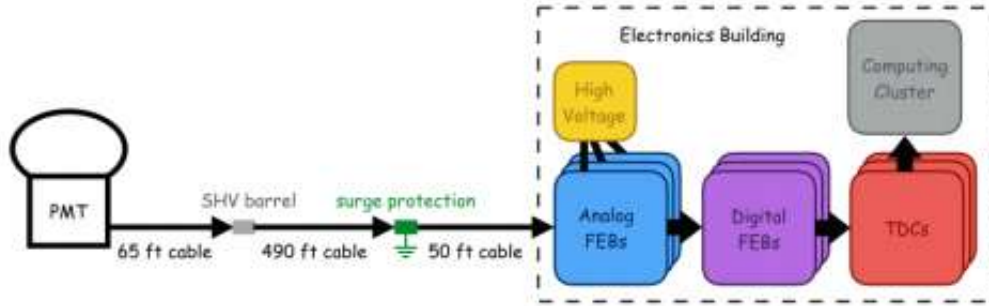 Electronics Building
High
Voltage
Computing
Cluster
PMT
SHV barrel
surge protection
65 ft cable
490 ft cable
50 ft cable
Analog
FEBs
Digital
FEBs
TDCs